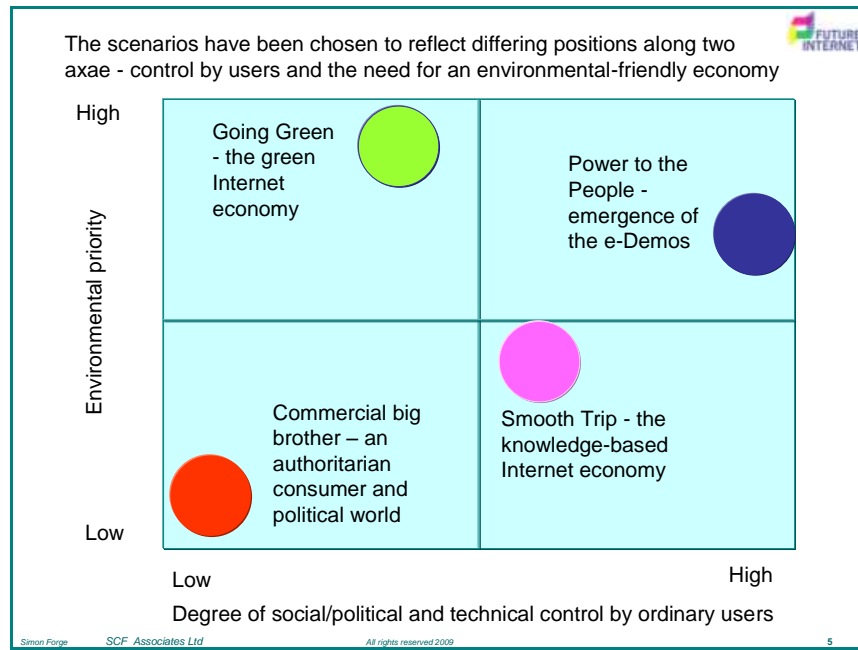 FUTURE
INTERNET
The scenarios have been chosen to reflect differing positions along two
axae - control by users and the need for an environmental-friendly economy
High
Going Green
- the green
Internet
economy
Power to the
People -
emergence of
the e-Demos
Environmental priority
Commercial big
brother – an
authoritarian
consumer and
political world
Smooth Trip - the
knowledge-based
Internet economy
Low
Low
High
Degree of social/political and technical control by ordinary users
Simon Forge SCF Associates Ltd All rights reserved 2009 5